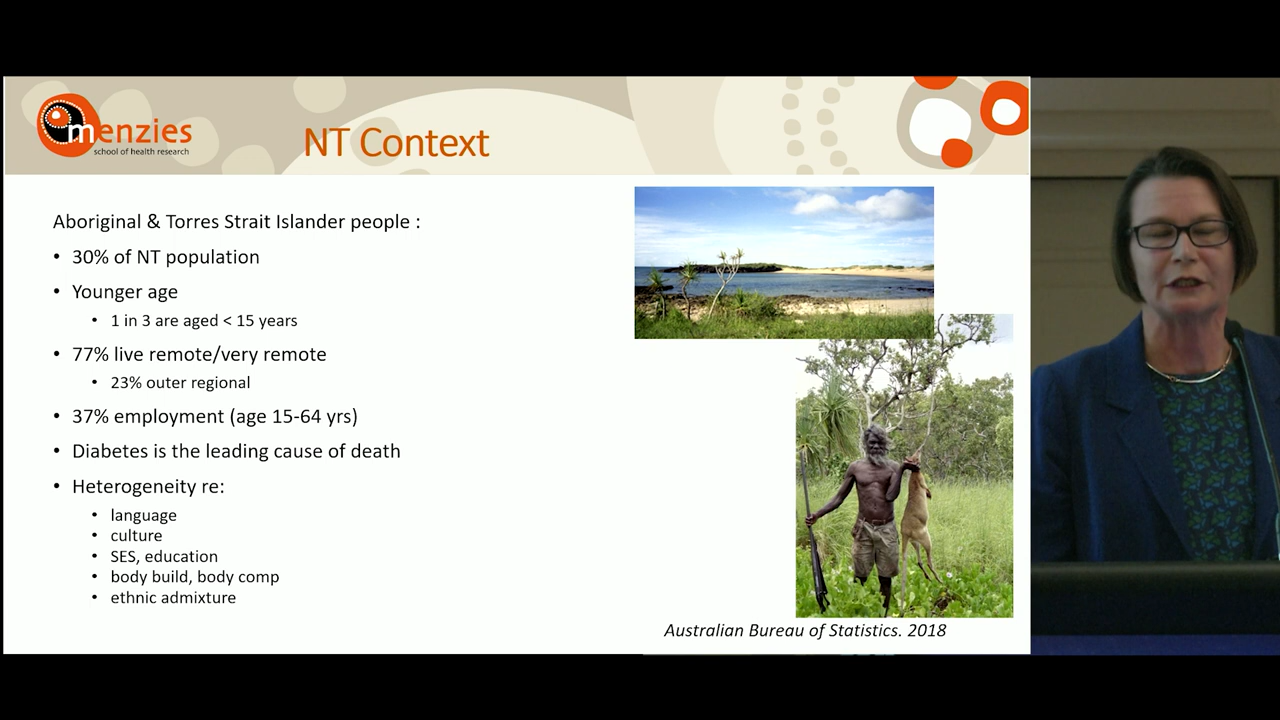 menzies
school of health research
NT Context
Aboriginal & Torres Strait Islander people :
• 30% of NT population
• Younger age
• 1 in 3 are aged < 15 years
• 77% live remote/very remote
• 23% outer regional
• 37% employment (age 15-64 yrs)
• Diabetes is the leading cause of death
• Heterogeneity re:
• language
• culture
• SES, education
• body build, body comp
• ethnic admixture
Australian Bureau of Statistics. 2018